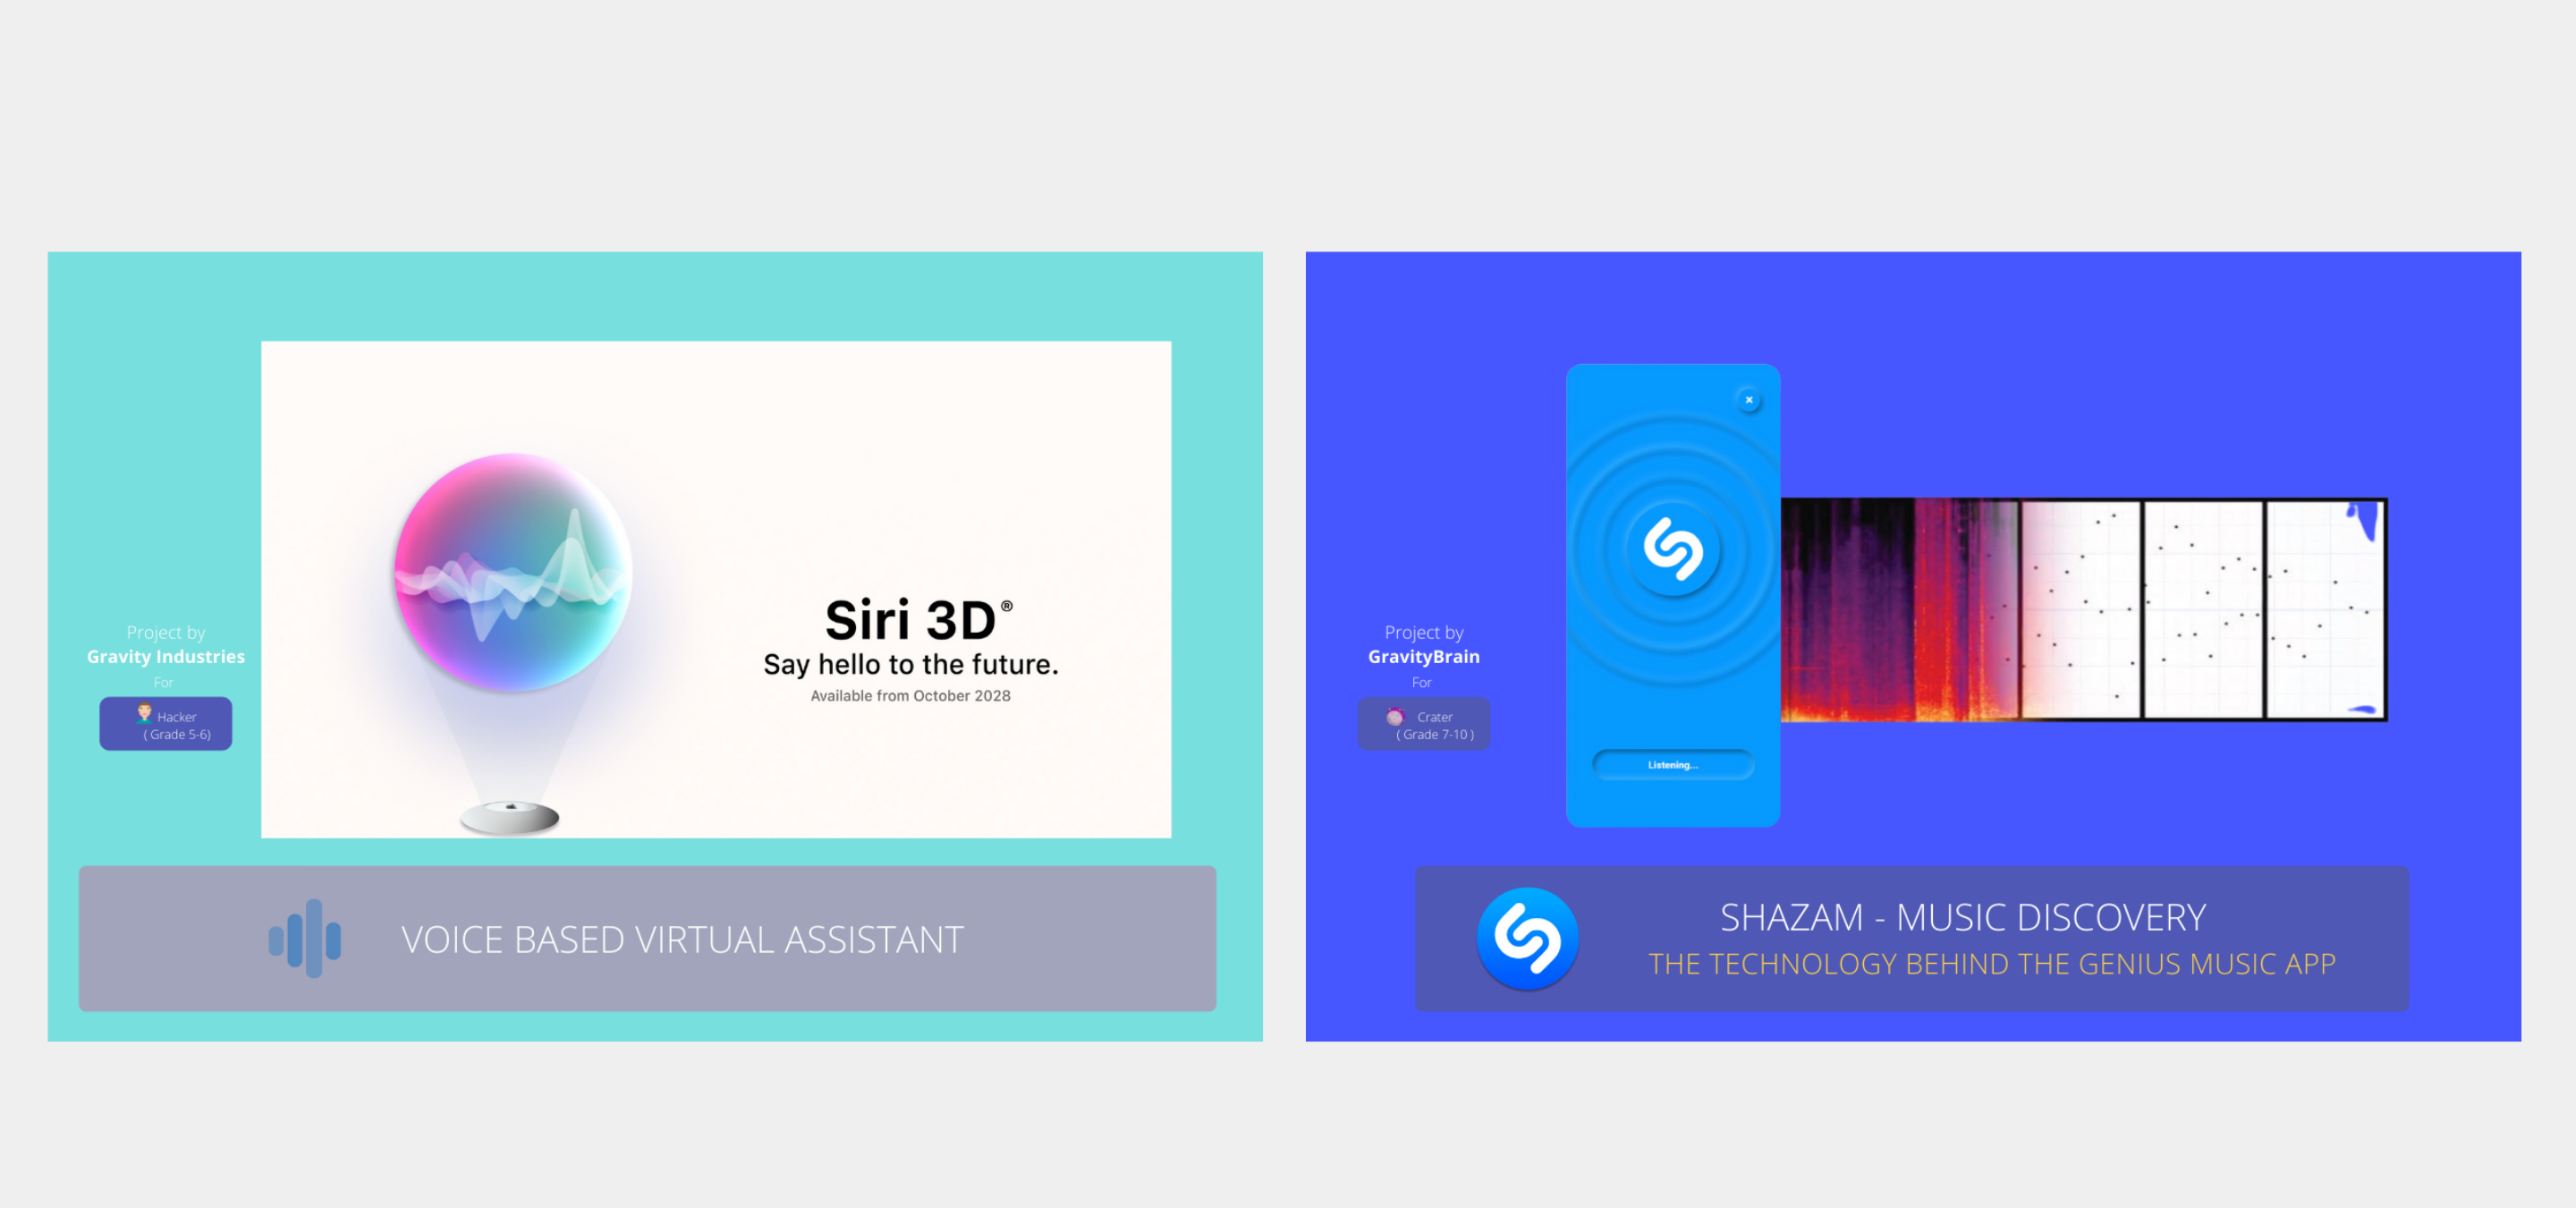 Siri 3D®
Say hello to the future.
Available from October 2028
Project by
Gravity Industries
For
Hacker
( Grade 5-6)
VOICE BASED VIRTUAL ASSISTANT
Listening...
Project by
GravityBrain
For
Crater
( Grade 7-10 )
SHAZAM - MUSIC DISCOVERY
THE TECHNOLOGY BEHIND THE GENIUS MUSIC APP